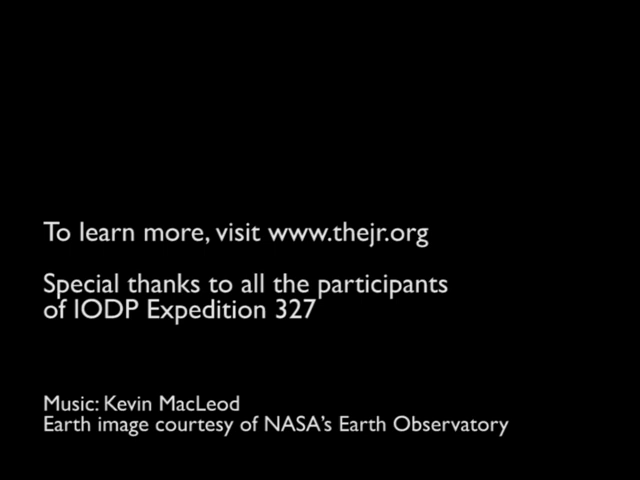 To learn more, visit www.thejr.org
Special thanks to all the participants
of IODP Expedition 327
Music: Kevin MacLeod
Earth image courtesy of NASA's Earth Observatory